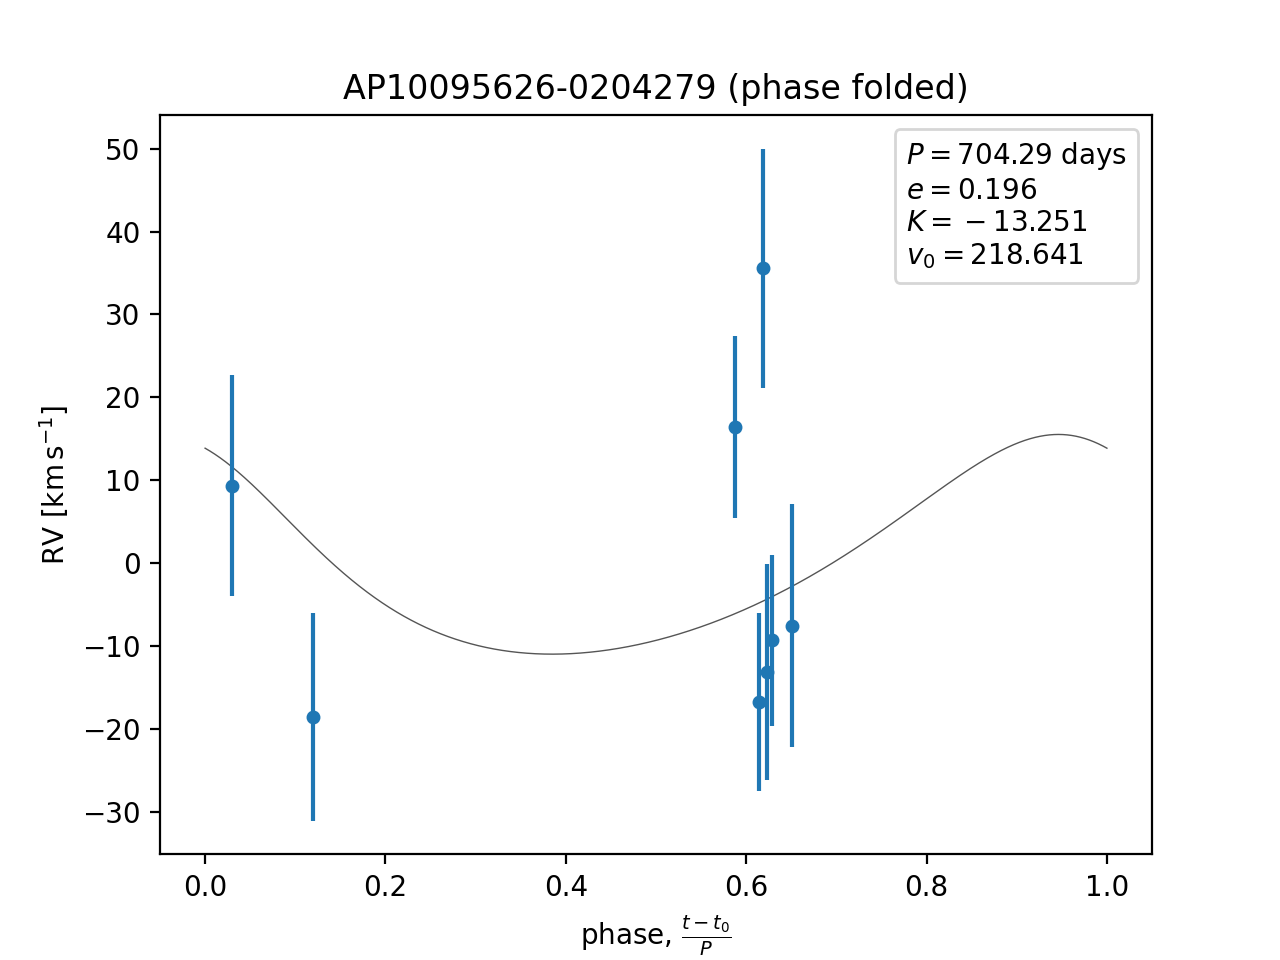 AP10095626-0204279 (phase folded)
P = 704.29 days
e = 0.196
K = −13.251
v₀ = 218.641
RV [km s⁻¹]
50
40
30
20
10
0
−10
−20
−30
0.0 0.2 0.4 0.6 0.8 1.0
phase, (t − t₀)/P